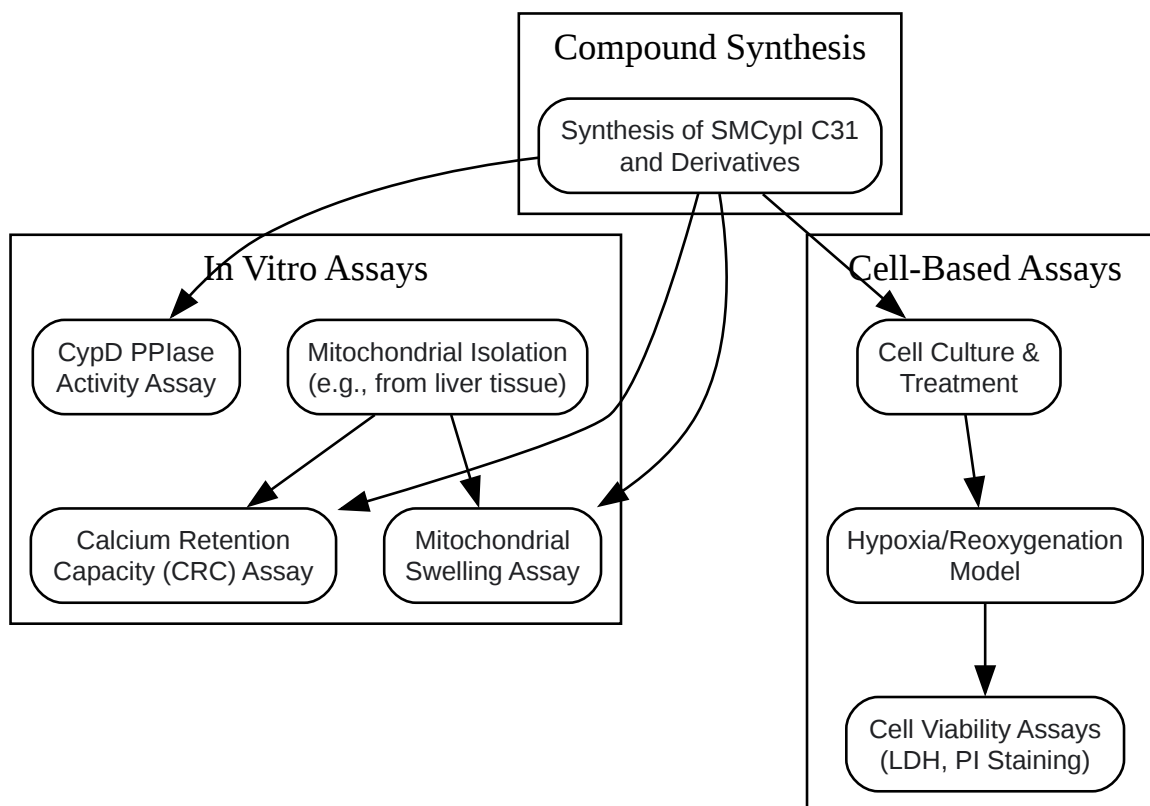 Compound Synthesis
Synthesis of SMCypI C31
and Derivatives
In Vitro Assays
CypD PPIase
Activity Assay
Mitochondrial Isolation
(e.g., from liver tissue)
Calcium Retention
Capacity (CRC) Assay
Mitochondrial
Swelling Assay
Cell-Based Assays
Cell Culture &
Treatment
Hypoxia/Reoxygenation
Model
Cell Viability Assays
(LDH, PI Staining)